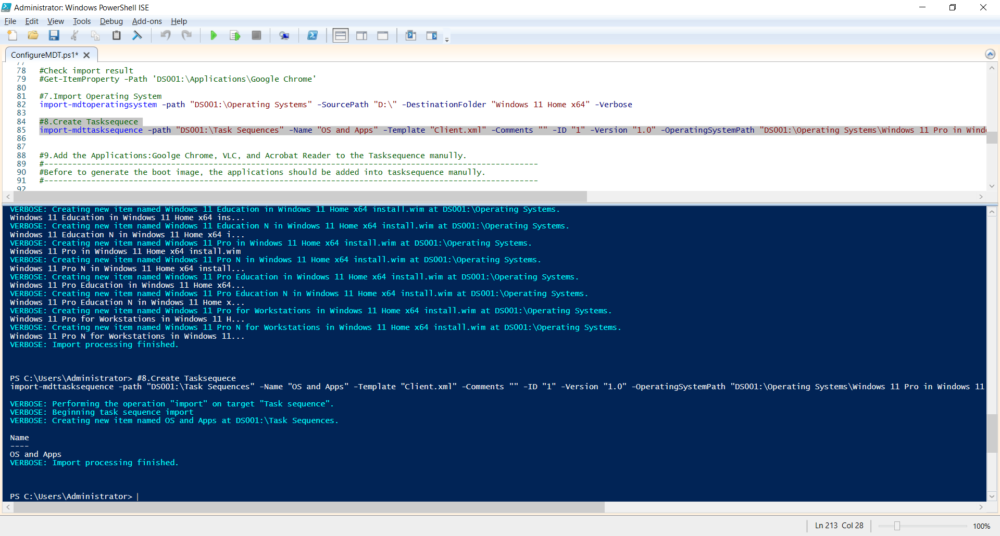 Administrator: Windows PowerShell ISE
File Edit View Tools Debug Add-ons Help
ConfigureMDT.ps1*
77
78 #Check import result
79 #Get-ItemProperty -Path 'DS001:\Applications\Google Chrome'
80
81 #7.Import Operating System
82 import-mdtoperatingsystem -path "DS001:\Operating Systems" -SourcePath "D:\" -DestinationFolder "Windows 11 Home x64" -Verbose
83
84 #8.Create Tasksequece
85 import-mdttasksequence -path "DS001:\Task Sequences" -Name "OS and Apps" -Template "Client.xml" -Comments "" -ID "1" -Version "1.0" -OperatingSystemPath "DS001:\Operating Systems\Windows 11 Pro in Wind
86
87
88 #9.Add the Applications:Goolge Chrome, VLC, and Acrobat Reader to the Tasksequence manully.
89 #---------------------------------------------------------------------------------------------------------
90 #Before to generate the boot image, the applications should be added into tasksequence manully.
91 #---------------------------------------------------------------------------------------------------------
92
VERBOSE: Creating new item named Windows 11 Education in Windows 11 Home x64 install.wim at DS001:\Operating Systems.
Windows 11 Education in Windows 11 Home x64 ins...
VERBOSE: Creating new item named Windows 11 Education N in Windows 11 Home x64 install.wim at DS001:\Operating Systems.
Windows 11 Education N in Windows 11 Home x64 i...
VERBOSE: Creating new item named Windows 11 Pro in Windows 11 Home x64 install.wim at DS001:\Operating Systems.
Windows 11 Pro in Windows 11 Home x64 install.wim
VERBOSE: Creating new item named Windows 11 Pro N in Windows 11 Home x64 install.wim at DS001:\Operating Systems.
Windows 11 Pro N in Windows 11 Home x64 install...
VERBOSE: Creating new item named Windows 11 Pro Education in Windows 11 Home x64 install.wim at DS001:\Operating Systems.
Windows 11 Pro Education in Windows 11 Home x64...
VERBOSE: Creating new item named Windows 11 Pro Education N in Windows 11 Home x64 install.wim at DS001:\Operating Systems.
Windows 11 Pro Education N in Windows 11 Home x...
VERBOSE: Creating new item named Windows 11 Pro for Workstations in Windows 11 Home x64 install.wim at DS001:\Operating Systems.
Windows 11 Pro for Workstations in Windows 11 H...
VERBOSE: Creating new item named Windows 11 Pro N for Workstations in Windows 11 Home x64 install.wim at DS001:\Operating Systems.
Windows 11 Pro N for Workstations in Windows 11...
VERBOSE: Import processing finished.
PS C:\Users\Administrator> #8.Create Tasksequece
import-mdttasksequence -path "DS001:\Task Sequences" -Name "OS and Apps" -Template "Client.xml" -Comments "" -ID "1" -Version "1.0" -OperatingSystemPath "DS001:\Operating Systems\Windows 11 Pro in Windows 11
VERBOSE: Performing the operation "import" on target "Task sequence".
VERBOSE: Beginning task sequence import
VERBOSE: Creating new item named OS and Apps at DS001:\Task Sequences.
Name
----
OS and Apps
VERBOSE: Import processing finished.
PS C:\Users\Administrator>
Ln 213 Col 28
100%